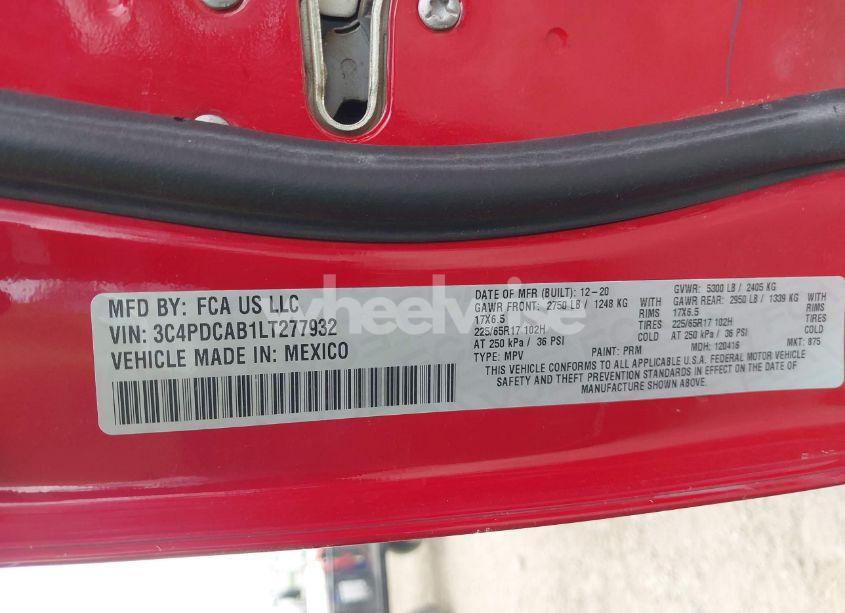 MFD BY: FCA US LLC
VIN: 3C4PDCAB1LT277932
VEHICLE MADE IN: MEXICO
DATE OF MFR (BUILT): 12-20
GAWR FRONT: 2750 LB / 1248 KG WITH
17X6.5 RIMS
225/65R17 102H TIRES
AT 250 kPa / 36 PSI COLD
TYPE: MPV PAINT: PRM
GVWR: 5300 LB / 2405 KG
GAWR REAR: 2950 LB / 1339 KG WITH
17X6.5 RIMS
225/65R17 102H TIRES
AT 250 kPa / 36 PSI COLD
MDH: 120416 MKT: 875
THIS VEHICLE CONFORMS TO ALL APPLICABLE U.S.A. FEDERAL MOTOR VEHICLE
SAFETY AND THEFT PREVENTION STANDARDS IN EFFECT ON THE DATE OF
MANUFACTURE SHOWN ABOVE.